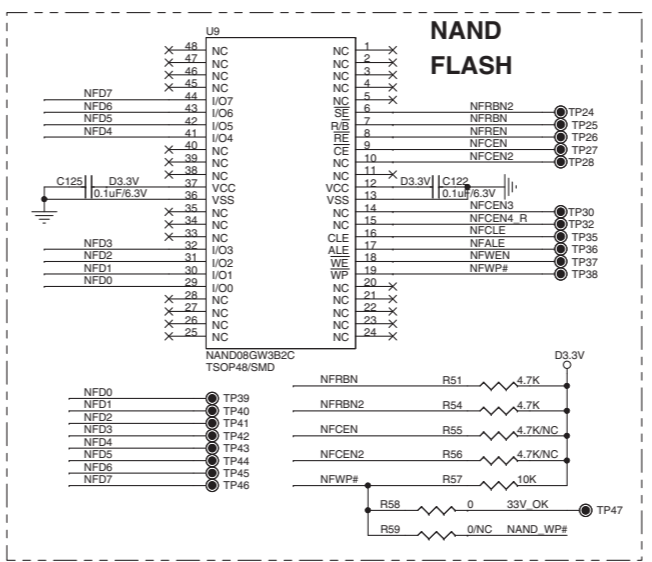 U9
NAND
FLASH
48 NC NC 1
47 NC NC 2
46 NC NC 3
45 NC NC 4
NFD7 44 I/O7 NC 5
NFD6 43 I/O6 SE 6 NFRBN2 TP24
NFD5 42 I/O5 R/B 7 NFRBN TP25
NFD4 41 I/O4 RE 8 NFREN TP26
40 NC CE 9 NFCEN TP27
39 NC NC 10 NFCEN2 TP28
38 NC NC 11
C125 D3.3V 37 VCC VCC 12 D3.3V C122
0.1uF/6.3V 36 VSS VSS 13 0.1uF/6.3V
35 NC NC 14 NFCEN3 TP30
34 NC NC 15 NFCEN4_R TP32
33 NC CLE 16 NFCLE TP35
NFD3 32 I/O3 ALE 17 NFALE TP36
NFD2 31 I/O2 WE 18 NFWEN TP37
NFD1 30 I/O1 WP 19 NFWP# TP38
NFD0 29 I/O0 NC 20
28 NC NC 21
27 NC NC 22
26 NC NC 23
25 NC NC 24
NAND08GW3B2C
TSOP48/SMD
D3.3V
NFD0 TP39
NFD1 TP40
NFD2 TP41
NFD3 TP42
NFD4 TP43
NFD5 TP44
NFD6 TP45
NFD7 TP46
NFRBN R51 4.7K
NFRBN2 R54 4.7K
NFCEN R55 4.7K/NC
NFCEN2 R56 4.7K/NC
NFWP# R57 10K
R58 0 33V_OK TP47
R59 0/NC NAND_WP#